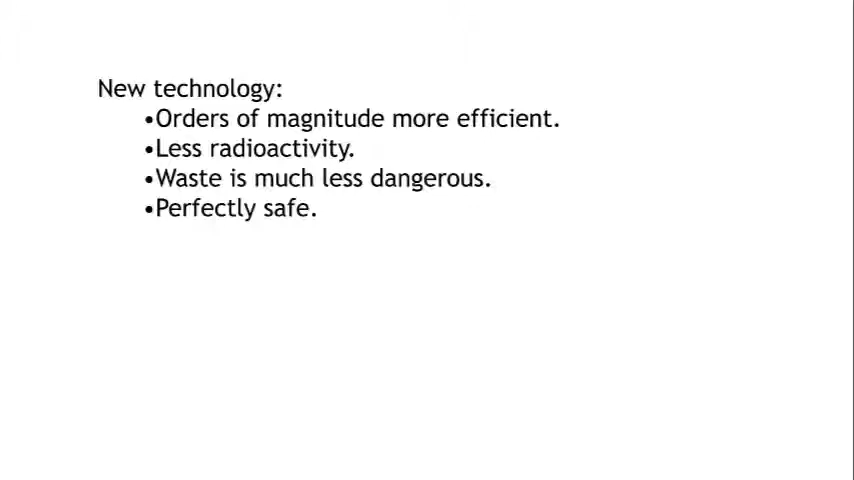 New technology:
•Orders of magnitude more efficient.
•Less radioactivity.
•Waste is much less dangerous.
•Perfectly safe.